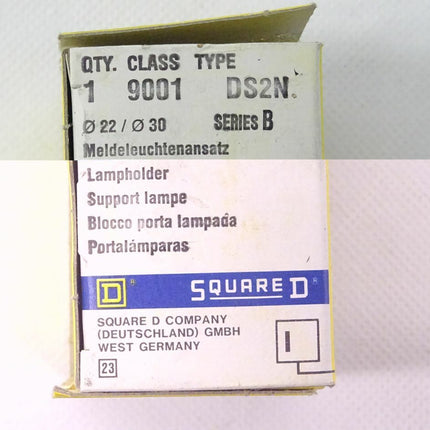 QTY. CLASS TYPE
1 9001 DS2N
Ø 22 / Ø 30 SERIES B
Meldeleuchtenansatz
Lampholder
Support lampe
Blocco porta lampada
Portalámparas
D® SQUARE D®
SQUARE D COMPANY
(DEUTSCHLAND) GMBH
WEST GERMANY
23